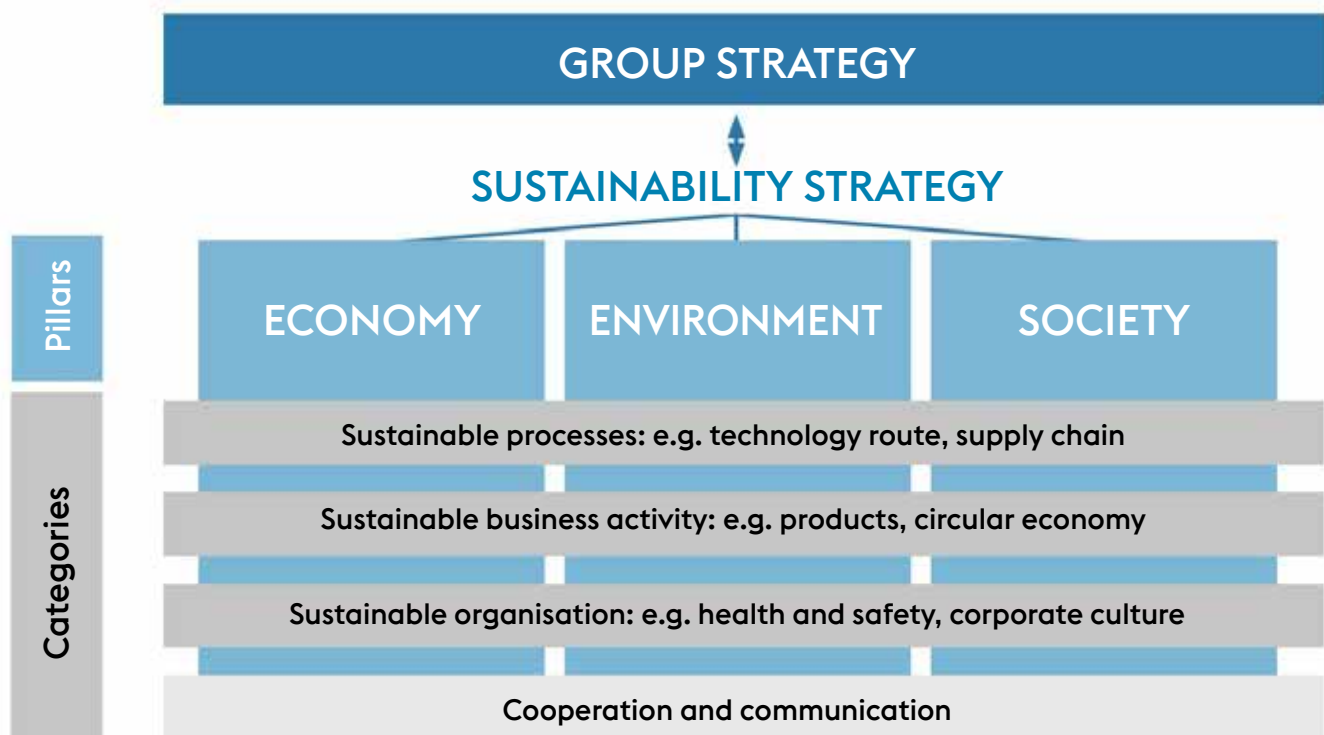 GROUP STRATEGY
SUSTAINABILITY STRATEGY
Pillars
ECONOMY
ENVIRONMENT
SOCIETY
Categories
Sustainable processes: e.g. technology route, supply chain
Sustainable business activity: e.g. products, circular economy
Sustainable organisation: e.g. health and safety, corporate culture
Cooperation and communication